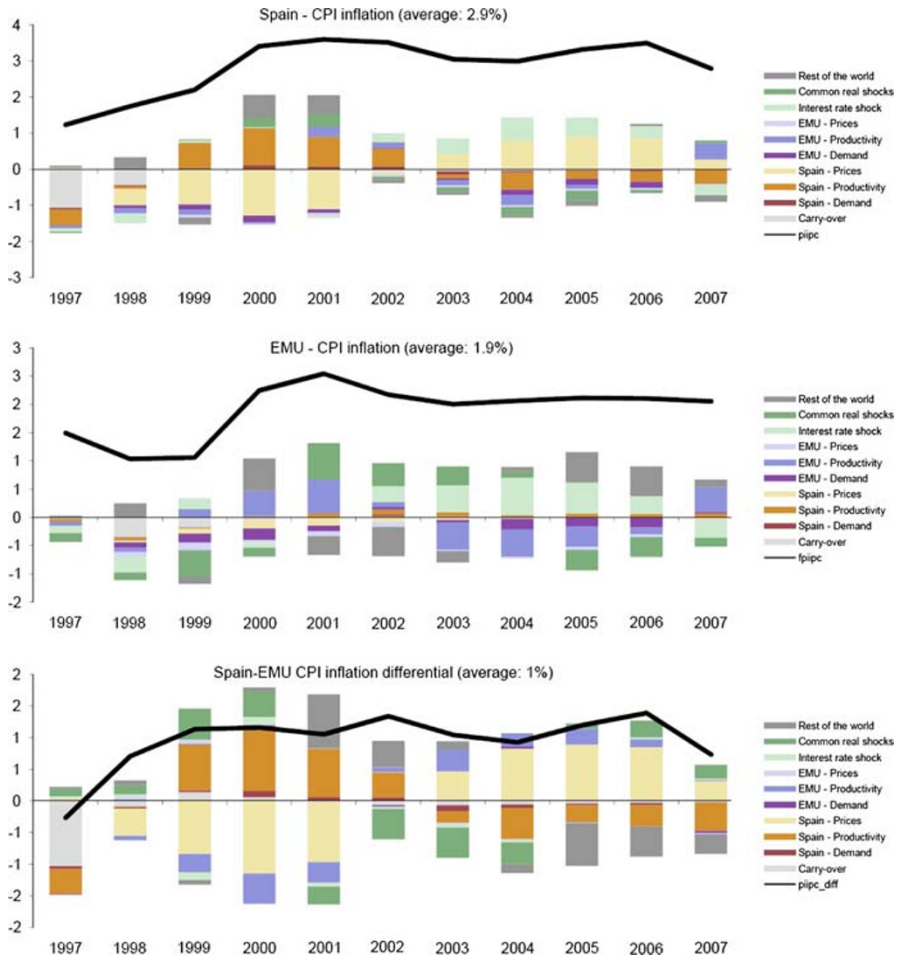 Spain - CPI inflation (average: 2.9%)
4
3
2
1
0
-1
-2
-3
1997 1998 1999 2000 2001 2002 2003 2004 2005 2006 2007
Rest of the world
Common real shocks
Interest rate shock
EMU - Prices
EMU - Productivity
EMU - Demand
Spain - Prices
Spain - Productivity
Spain - Demand
Carry-over
piipc
EMU - CPI inflation (average: 1.9%)
3
3
2
2
1
1
0
-1
-1
-2
1997 1998 1999 2000 2001 2002 2003 2004 2005 2006 2007
Rest of the world
Common real shocks
Interest rate shock
EMU - Prices
EMU - Productivity
EMU - Demand
Spain - Prices
Spain - Productivity
Spain - Demand
Carry-over
fpiipc
Spain-EMU CPI inflation differential (average: 1%)
2
2
1
1
0
-1
-1
-2
-2
1997 1998 1999 2000 2001 2002 2003 2004 2005 2006 2007
Rest of the world
Common real shocks
Interest rate shock
EMU - Prices
EMU - Productivity
EMU - Demand
Spain - Prices
Spain - Productivity
Spain - Demand
Carry-over
piipc_diff